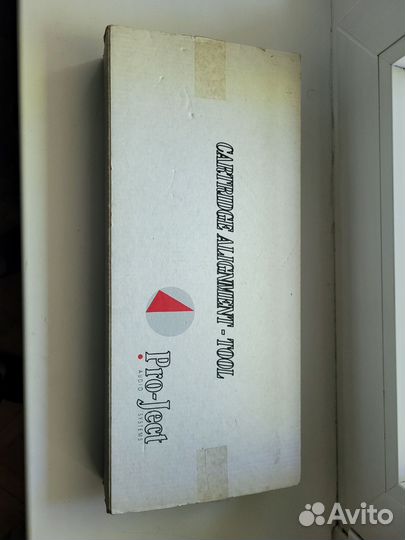 CARTRIDGE ALIGNMENT - TOOL
Pro-Ject
AUDIO SYSTEMS
Avito